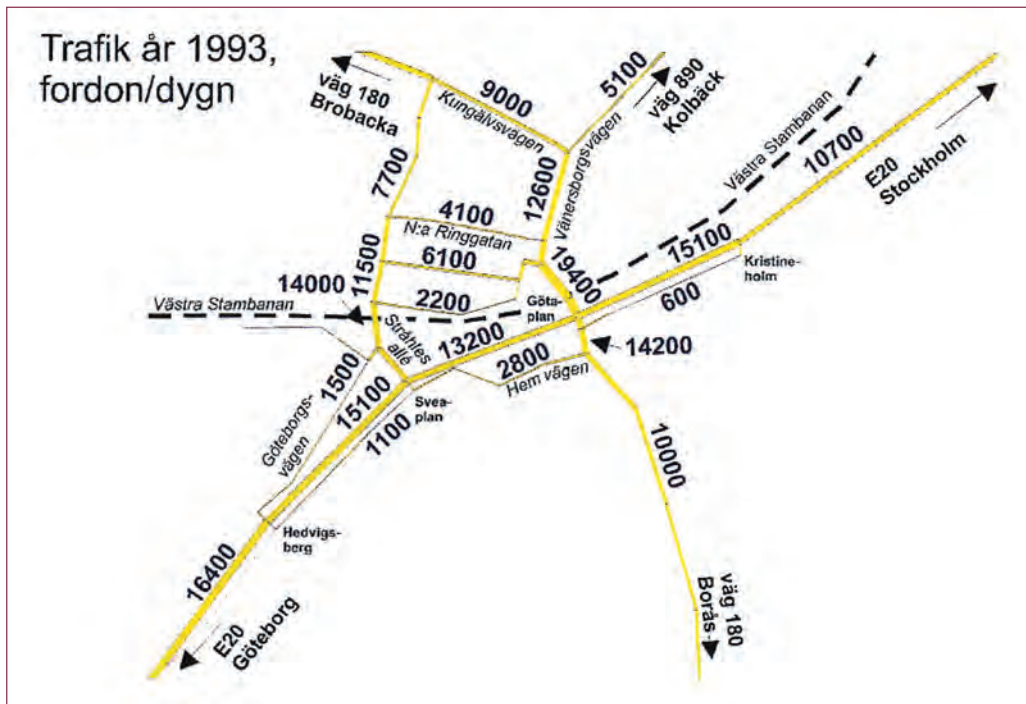 Trafik år 1993,
fordon/dygn
väg 180
Brobacka
9000
Kungälvsvägen
5100
väg 890
Kolbäck
Vänersborgsvägen
12600
7700
4100
N:a Ringgatan
6100
11500
14000
2200
Västra Stambanan
Västra Stambanan
10700
E20
Stockholm
15100
Kristine-
holm
600
19400
Göta-
plan
13200
Stråhles
allé
2800
Hem vägen
14200
1500
15100
1100
Svea-
plan
Göteborgs-
vägen
10000
Hedvigs-
berg
16400
E20
Göteborg
väg 180
Borås